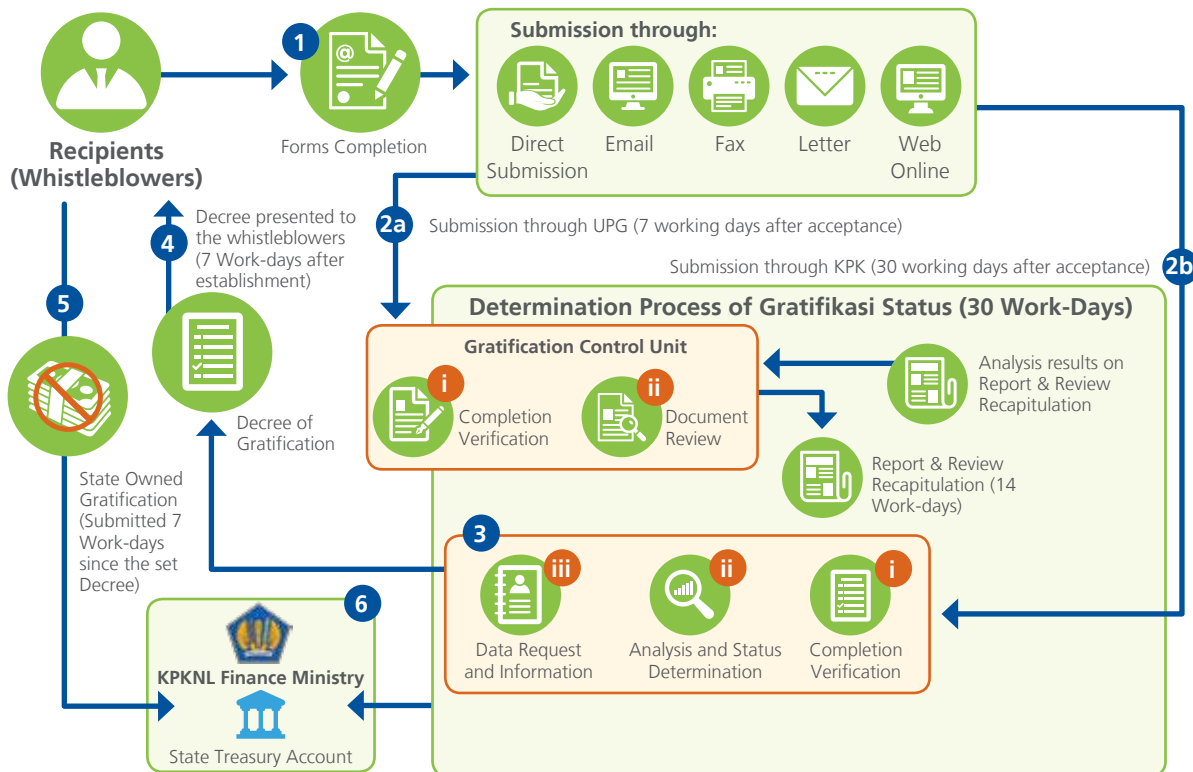 1
@
Forms Completion
Recipients
(Whistleblowers)
Submission through:
Direct
Submission
Email
Fax
Letter
Web
Online
2a
Submission through UPG (7 working days after acceptance)
Submission through KPK (30 working days after acceptance)
2b
4
Decree presented to
the whistleblowers
(7 Work-days after
establishment)
5
Decree of
Gratification
State Owned
Gratification
(Submitted 7
Work-days
since the set
Decree)
Determination Process of Gratifikasi Status (30 Work-Days)
Gratification Control Unit
i
Completion
Verification
ii
Document
Review
Analysis results on
Report & Review
Recapitulation
Report & Review
Recapitulation (14
Work-days)
3
iii
Data Request
and Information
ii
Analysis and Status
Determination
i
Completion
Verification
6
KPKNL Finance Ministry
State Treasury Account